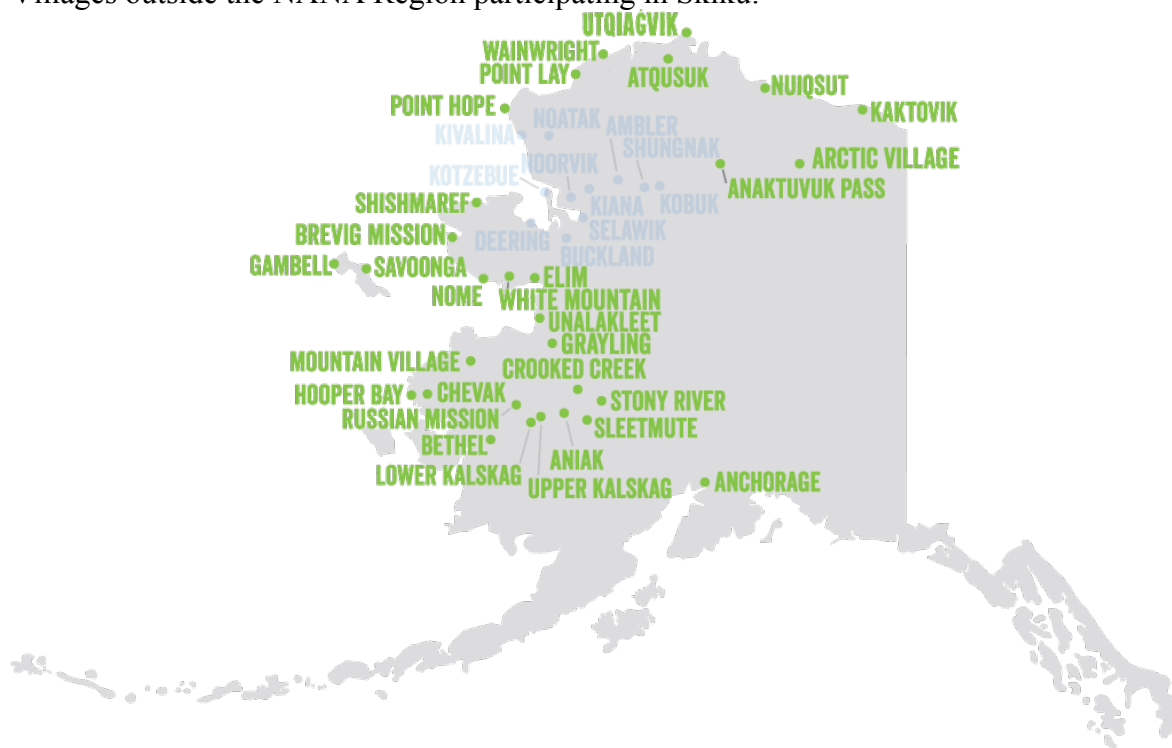 Villages outside the NANA Region participating in Skiku:
UTQIAGVIK
WAINWRIGHT
POINT LAY
ATQUSUK
NUIQSUT
POINT HOPE
KAKTOVIK
NOATAK
AMBLER
KIVALINA
SHUNGNAK
NOORVIK
ARCTIC VILLAGE
KOTZEBUE
ANAKTUVUK PASS
SHISHMAREF
KIANA
KOBUK
SELAWIK
BREVIG MISSION
DEERING
BUCKLAND
GAMBELL
SAVOONGA
ELIM
NOME
WHITE MOUNTAIN
UNALAKLEET
GRAYLING
MOUNTAIN VILLAGE
CROOKED CREEK
HOOPER BAY
CHEVAK
STONY RIVER
RUSSIAN MISSION
SLEETMUTE
BETHEL
ANIAK
LOWER KALSKAG
UPPER KALSKAG
ANCHORAGE